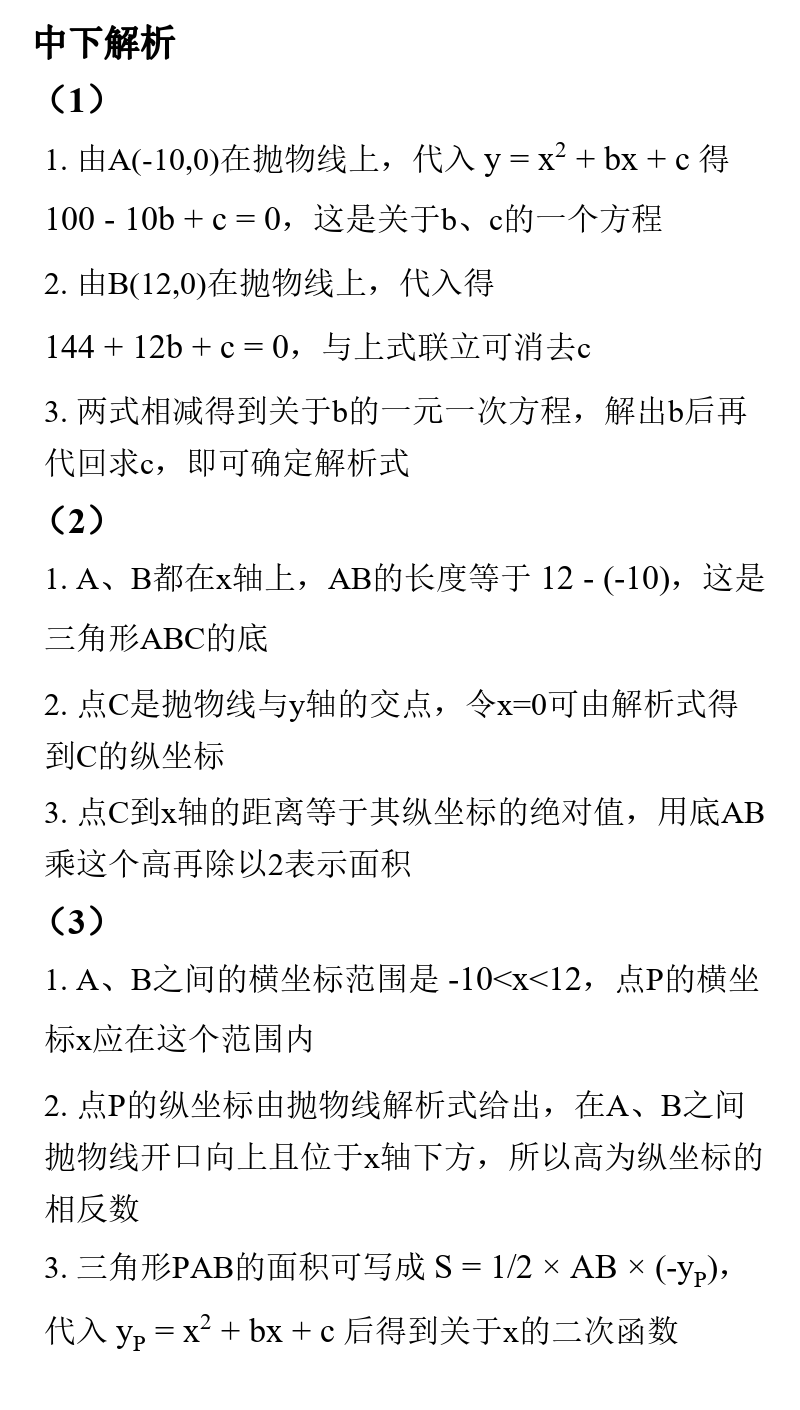 中下解析
（1）
1. 由A(-10,0)在抛物线上，代入 y = x² + bx + c 得
100 - 10b + c = 0，这是关于b、c的一个方程
2. 由B(12,0)在抛物线上，代入得
144 + 12b + c = 0，与上式联立可消去c
3. 两式相减得到关于b的一元一次方程，解出b后再
代回求c，即可确定解析式
（2）
1. A、B都在x轴上，AB的长度等于 12 - (-10)，这是
三角形ABC的底
2. 点C是抛物线与y轴的交点，令x=0可由解析式得
到C的纵坐标
3. 点C到x轴的距离等于其纵坐标的绝对值，用底AB
乘这个高再除以2表示面积
（3）
1. A、B之间的横坐标范围是 -10<x<12，点P的横坐
标x应在这个范围内
2. 点P的纵坐标由抛物线解析式给出，在A、B之间
抛物线开口向上且位于x轴下方，所以高为纵坐标的
相反数
3. 三角形PAB的面积可写成 S = 1/2 × AB × (-y_P)，
代入 y_P = x² + bx + c 后得到关于x的二次函数